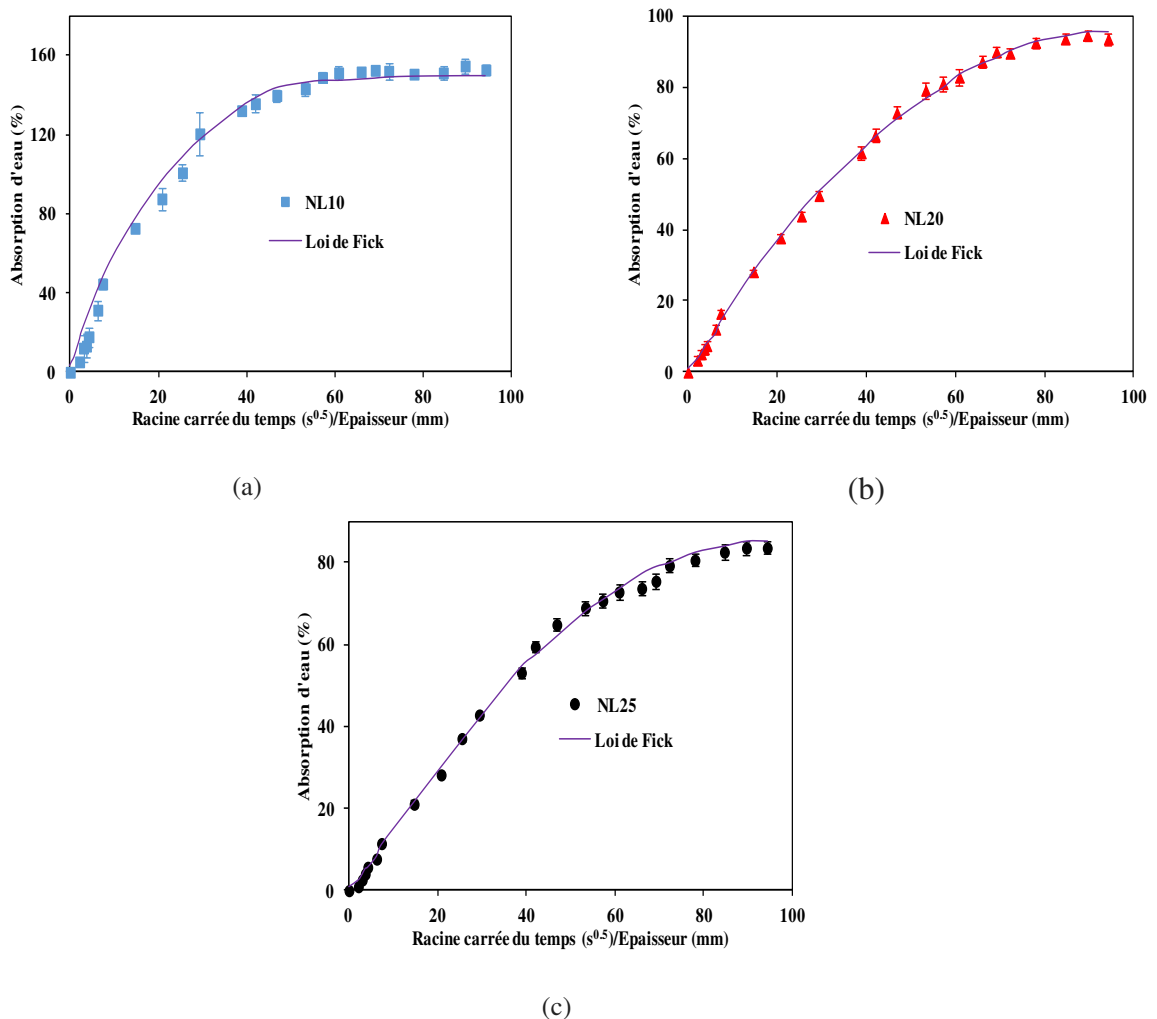 160
120
80
40
0
Absorption d'eau (%)
NL10
Loi de Fick
0 20 40 60 80 100
Racine carrée du temps (s0.5)/Epaisseur (mm)
(a)
100
80
60
40
20
0
Absorption d'eau (%)
NL20
Loi de Fick
0 20 40 60 80 100
Racine carrée du temps (s0.5)/Epaisseur (mm)
(b)
80
60
40
20
0
Absorption d'eau (%)
NL25
Loi de Fick
0 20 40 60 80 100
Racine carrée du temps (s0.5)/Epaisseur (mm)
(c)